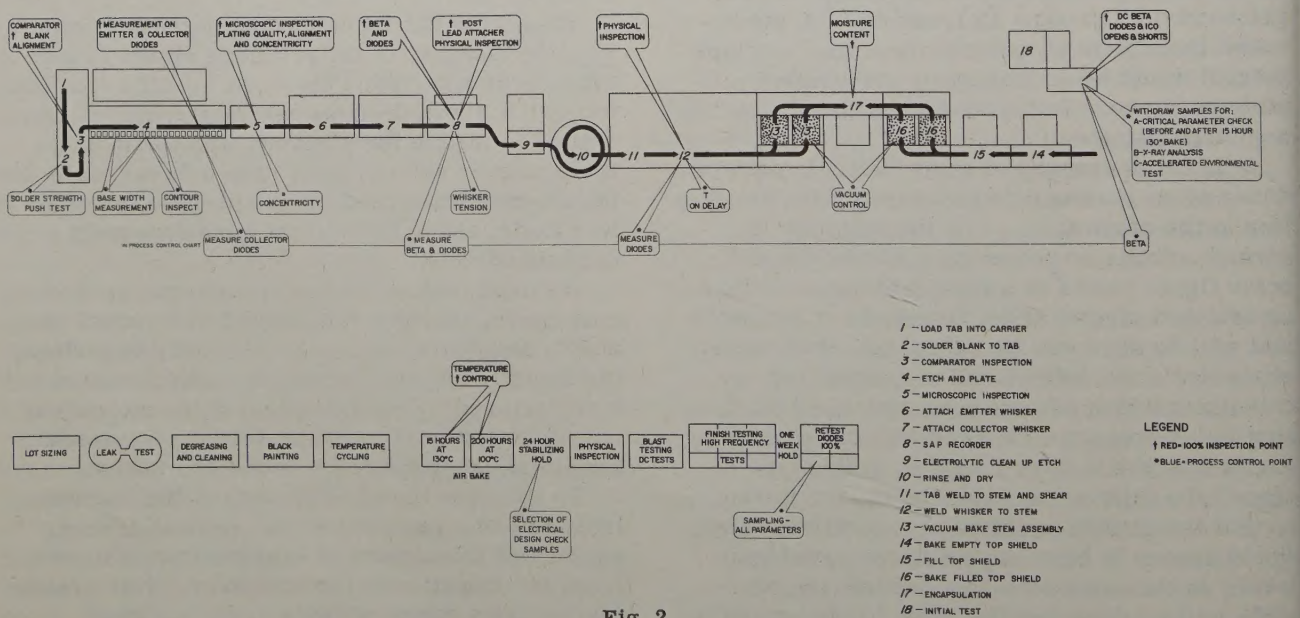 COMPARATOR
† BLANK
ALIGNMENT
† MEASUREMENT ON
EMITTER & COLLECTOR
DIODES
† MICROSCOPIC INSPECTION
PLATING QUALITY, ALIGNMENT
AND CONCENTRICITY
† BETA
AND
DIODES
† POST
LEAD ATTACHER
PHYSICAL INSPECTION
† PHYSICAL
INSPECTION
MOISTURE
CONTENT
†
† DC BETA
DIODES & ICO
OPENS & SHORTS
1
2
3
4
5
6
7
8
9
10
11
12
13
13
17
16
16
15
14
18
* SOLDER STRENGTH
PUSH TEST
* BASE WIDTH
MEASUREMENT
* CONTOUR
INSPECT
* CONCENTRICITY
* WHISKER
TENSION
* T
ON DELAY
* VACUUM
CONTROL
* WITHDRAW SAMPLES FOR;
A-CRITICAL PARAMETER CHECK
(BEFORE AND AFTER 15 HOUR
130° BAKE)
B-X-RAY ANALYSIS
C-ACCELERATED ENVIRONMENTAL
TEST
IN PROCESS CONTROL CHART
* MEASURE COLLECTOR
DIODES
* MEASURE
BETA & DIODES
* MEASURE
DIODES
* BETA
TEMPERATURE
† CONTROL
LOT SIZING
LEAK TEST
DEGREASING
AND CLEANING
BLACK
PAINTING
TEMPERATURE
CYCLING
15 HOURS
AT
130°C
200 HOURS
AT
100°C
AIR BAKE
24 HOUR
STABILIZING
HOLD
PHYSICAL
INSPECTION
BLAST
TESTING
DC TESTS
FINISH TESTING
HIGH FREQUENCY
TESTS
ONE
WEEK
HOLD
RETEST
DIODES
100%
* SELECTION OF
ELECTRICAL
DESIGN CHECK
SAMPLES
* SAMPLING-
ALL PARAMETERS
1 - LOAD TAB INTO CARRIER
2 - SOLDER BLANK TO TAB
3 - COMPARATOR INSPECTION
4 - ETCH AND PLATE
5 - MICROSCOPIC INSPECTION
6 - ATTACH EMITTER WHISKER
7 - ATTACH COLLECTOR WHISKER
8 - S A P RECORDER
9 - ELECTROLYTIC CLEAN UP ETCH
10 - RINSE AND DRY
11 - TAB WELD TO STEM AND SHEAR
12 - WELD WHISKER TO STEM
13 - VACUUM BAKE STEM ASSEMBLY
14 - BAKE EMPTY TOP SHIELD
15 - FILL TOP SHIELD
16 - BAKE FILLED TOP SHIELD
17 - ENCAPSULATION
18 - INITIAL TEST
LEGEND
† RED=100% INSPECTION POINT
* BLUE= PROCESS CONTROL POINT
Fig. 2